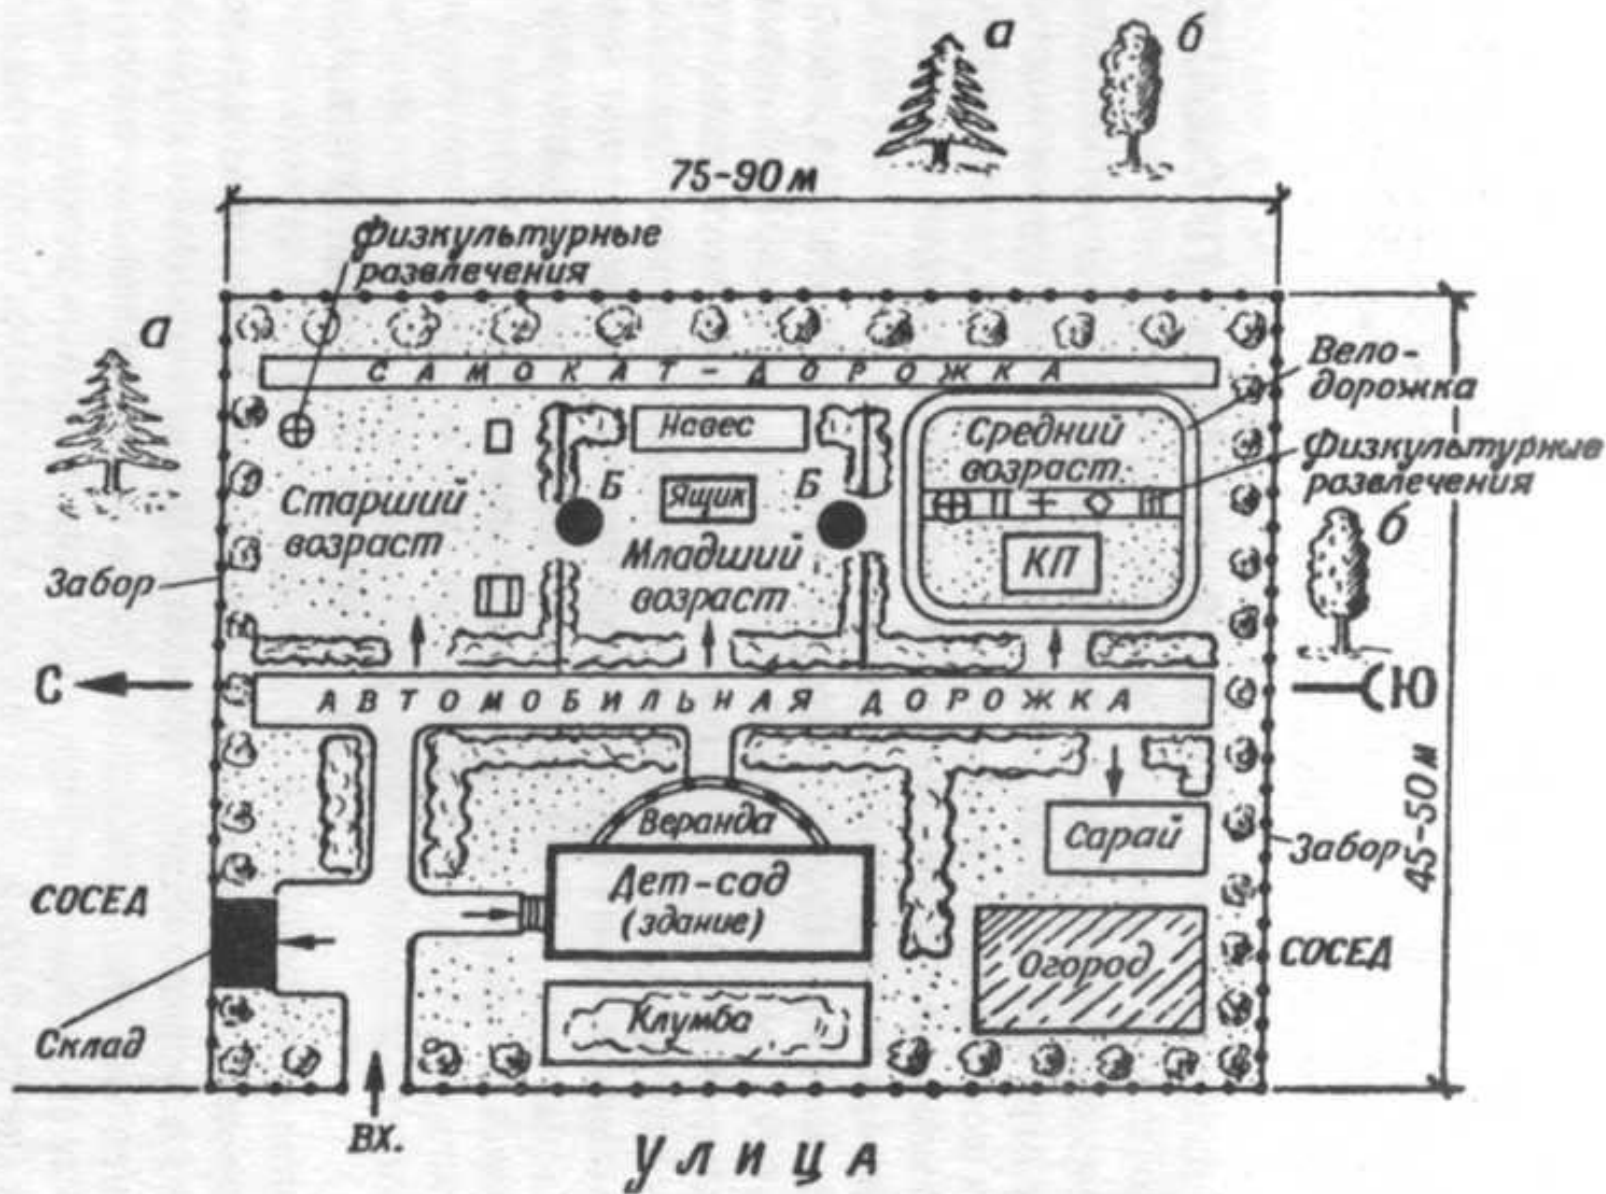 а
б
75-90 м
Физкультурные
развлечения
а
САМОКАТ-ДОРОЖКА
Вело-
дорожка
Навес
Средний
возраст
Физкультурные
развлечения
Б
Ящик
Б
Старший
возраст
б
Младший
возраст
КП
Забор
С
Ю
АВТОМОБИЛЬНАЯ ДОРОЖКА
45-50 м
Веранда
Сарай
Забор
Дет-сад
(здание)
СОСЕД
СОСЕД
Огород
Клумба
Склад
ВХ.
УЛИЦА